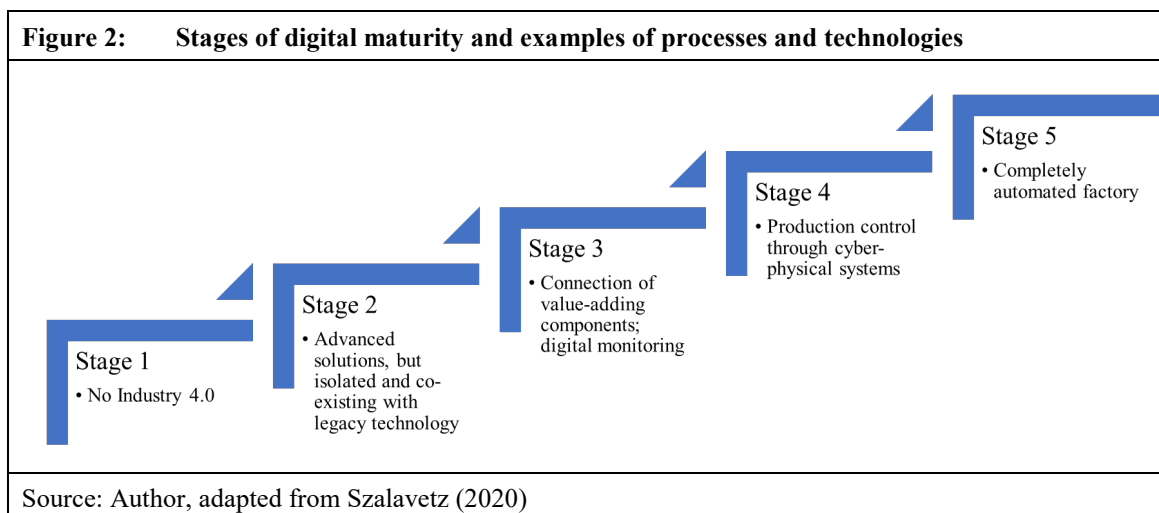 Figure 2: Stages of digital maturity and examples of processes and technologies
Stage 1
• No Industry 4.0
Stage 2
• Advanced
solutions, but
isolated and co-
existing with
legacy technology
Stage 3
• Connection of
value-adding
components;
digital monitoring
Stage 4
• Production control
through cyber-
physical systems
Stage 5
• Completely
automated factory
Source: Author, adapted from Szalavetz (2020)